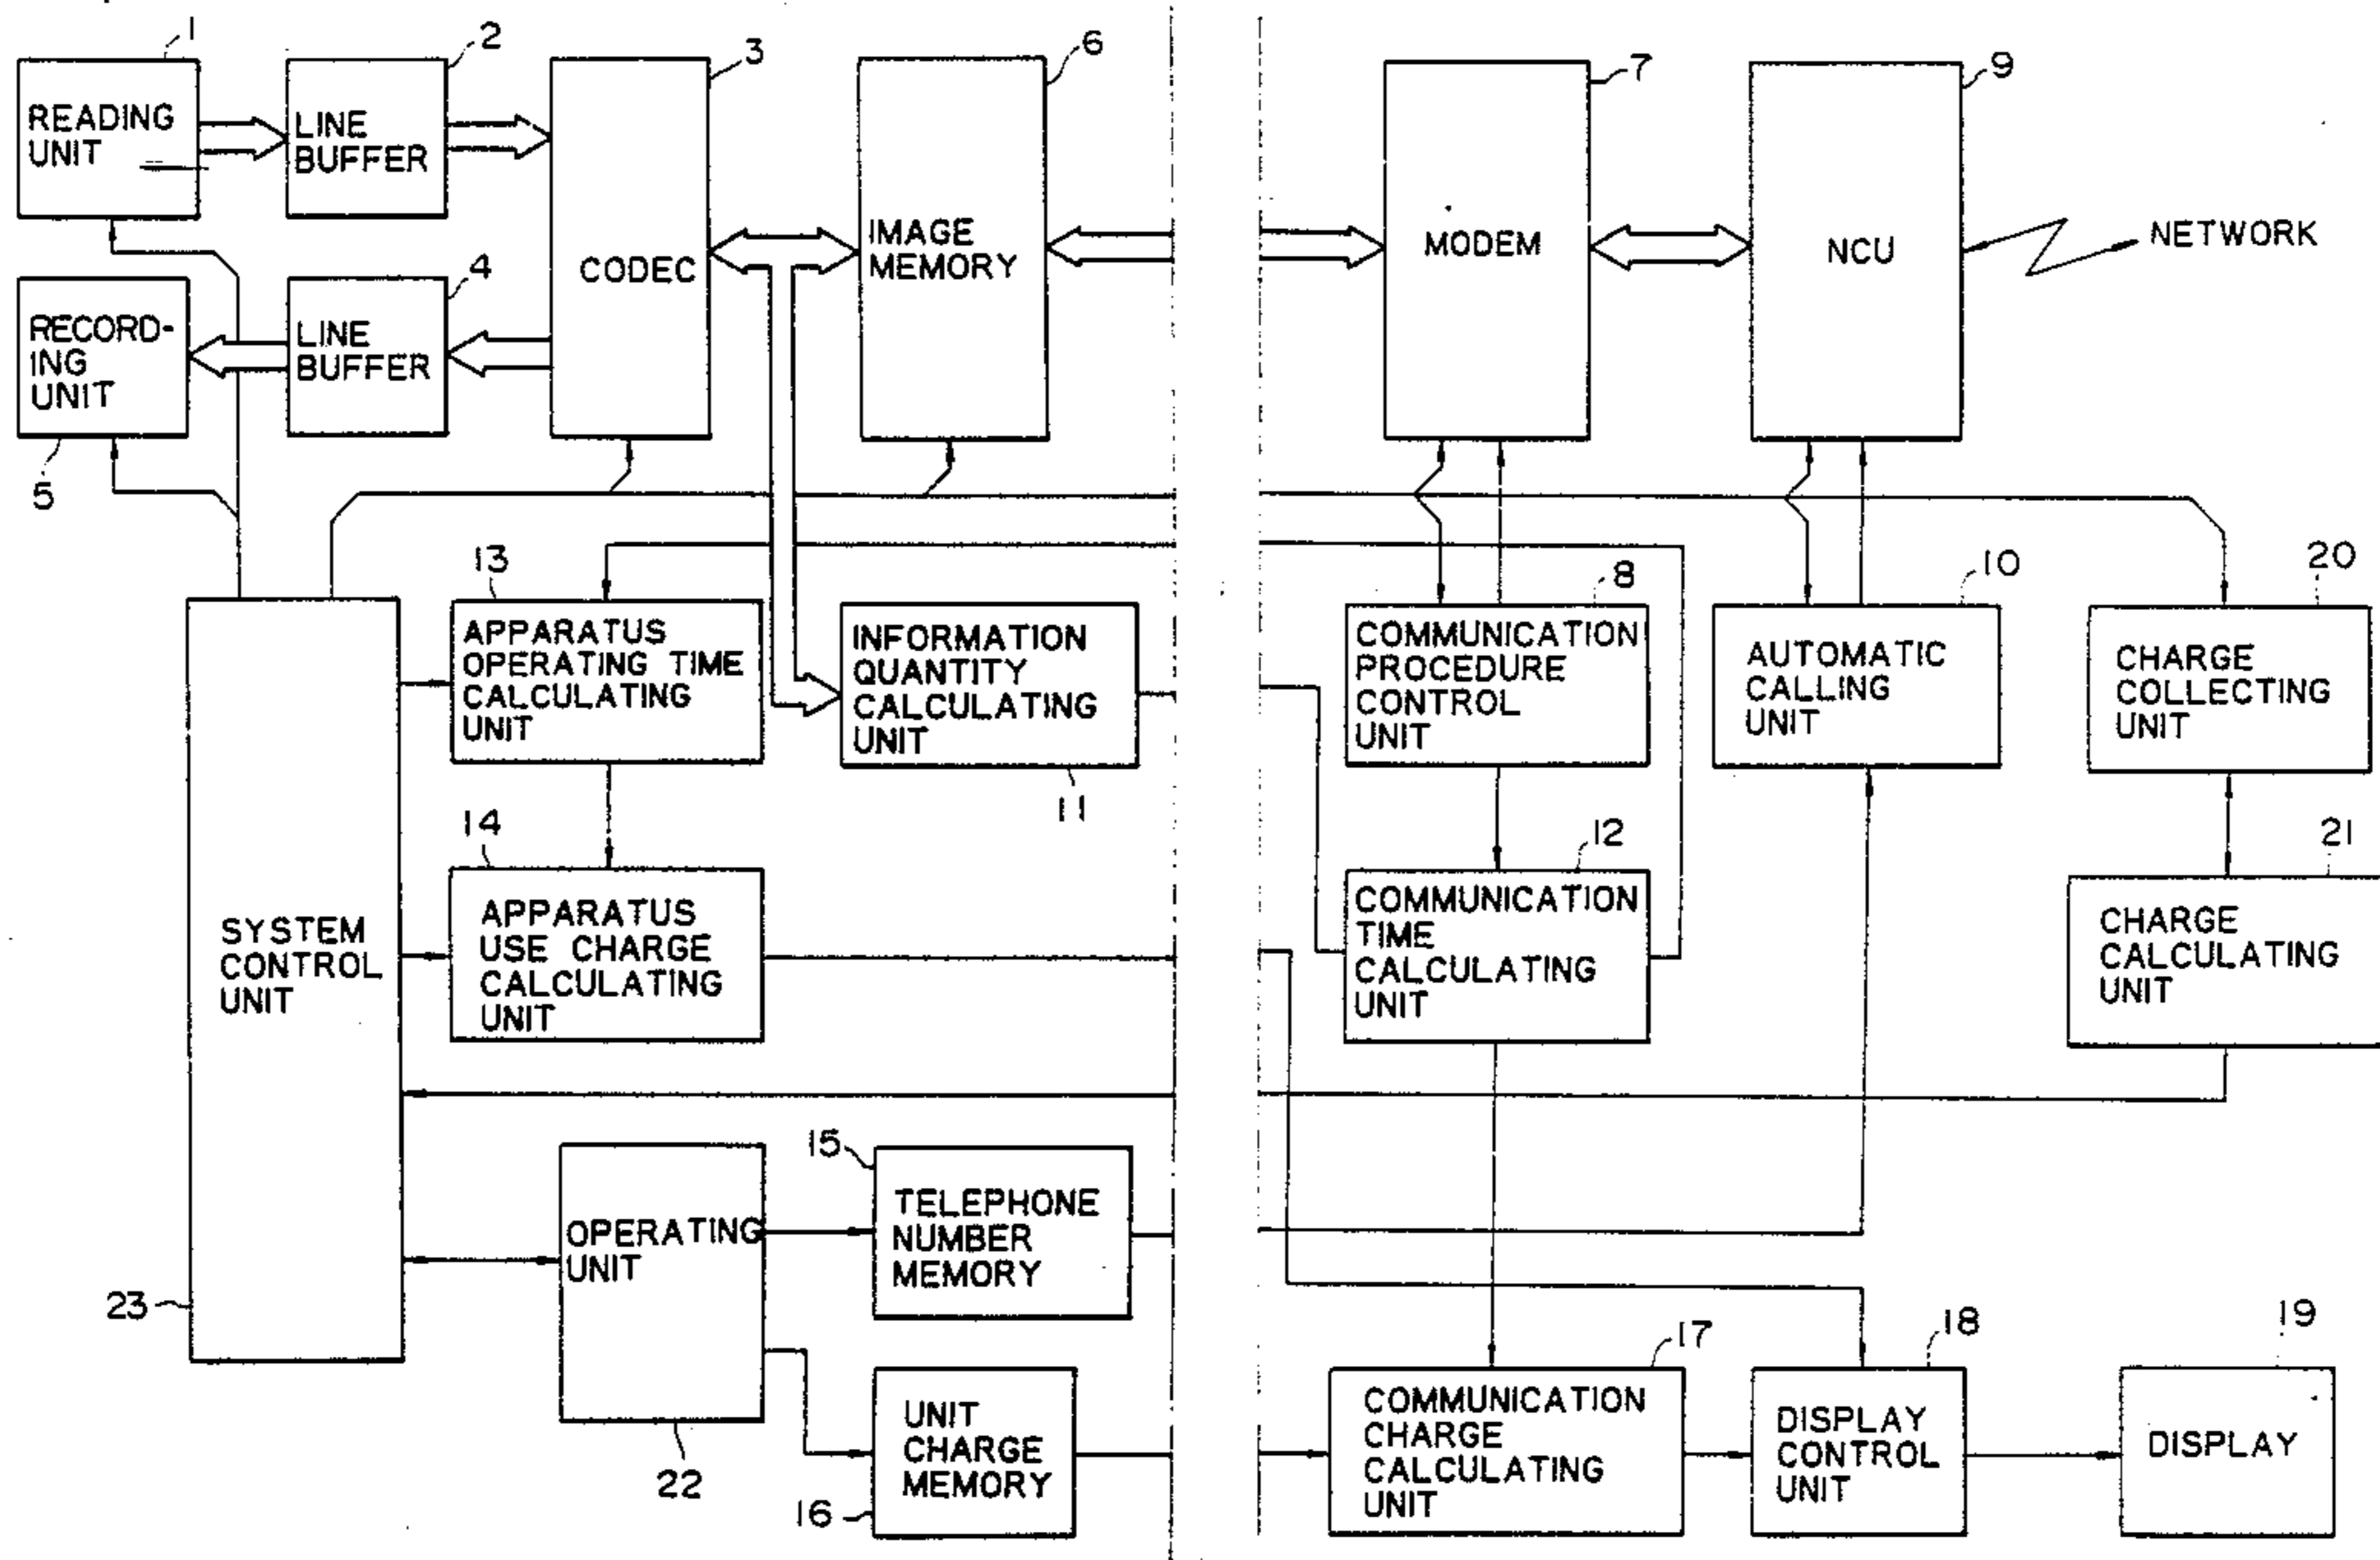 1
2
3
6
7
9
READING
UNIT
LINE
BUFFER
CODEC
IMAGE
MEMORY
MODEM
NCU
NETWORK
4
RECORD-
ING
UNIT
LINE
BUFFER
5
13
8
10
20
APPARATUS
OPERATING TIME
CALCULATING
UNIT
INFORMATION
QUANTITY
CALCULATING
UNIT
COMMUNICATION
PROCEDURE
CONTROL
UNIT
AUTOMATIC
CALLING
UNIT
CHARGE
COLLECTING
UNIT
11
14
12
21
SYSTEM
CONTROL
UNIT
APPARATUS
USE CHARGE
CALCULATING
UNIT
COMMUNICATION
TIME
CALCULATING
UNIT
CHARGE
CALCULATING
UNIT
15
OPERATING
UNIT
TELEPHONE
NUMBER
MEMORY
23
17
18
19
UNIT
CHARGE
MEMORY
COMMUNICATION
CHARGE
CALCULATING
UNIT
DISPLAY
CONTROL
UNIT
DISPLAY
22
16